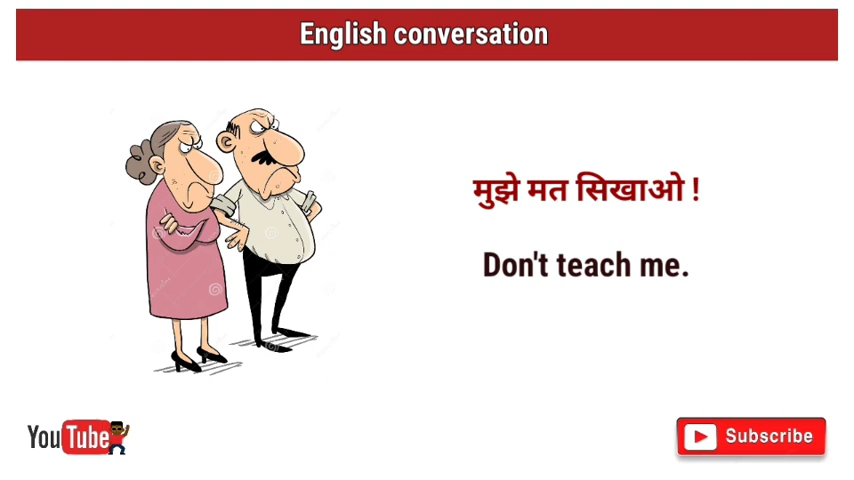 English conversation
मुझे मत सिखाओ !
Don't teach me.
YouTube
Subscribe